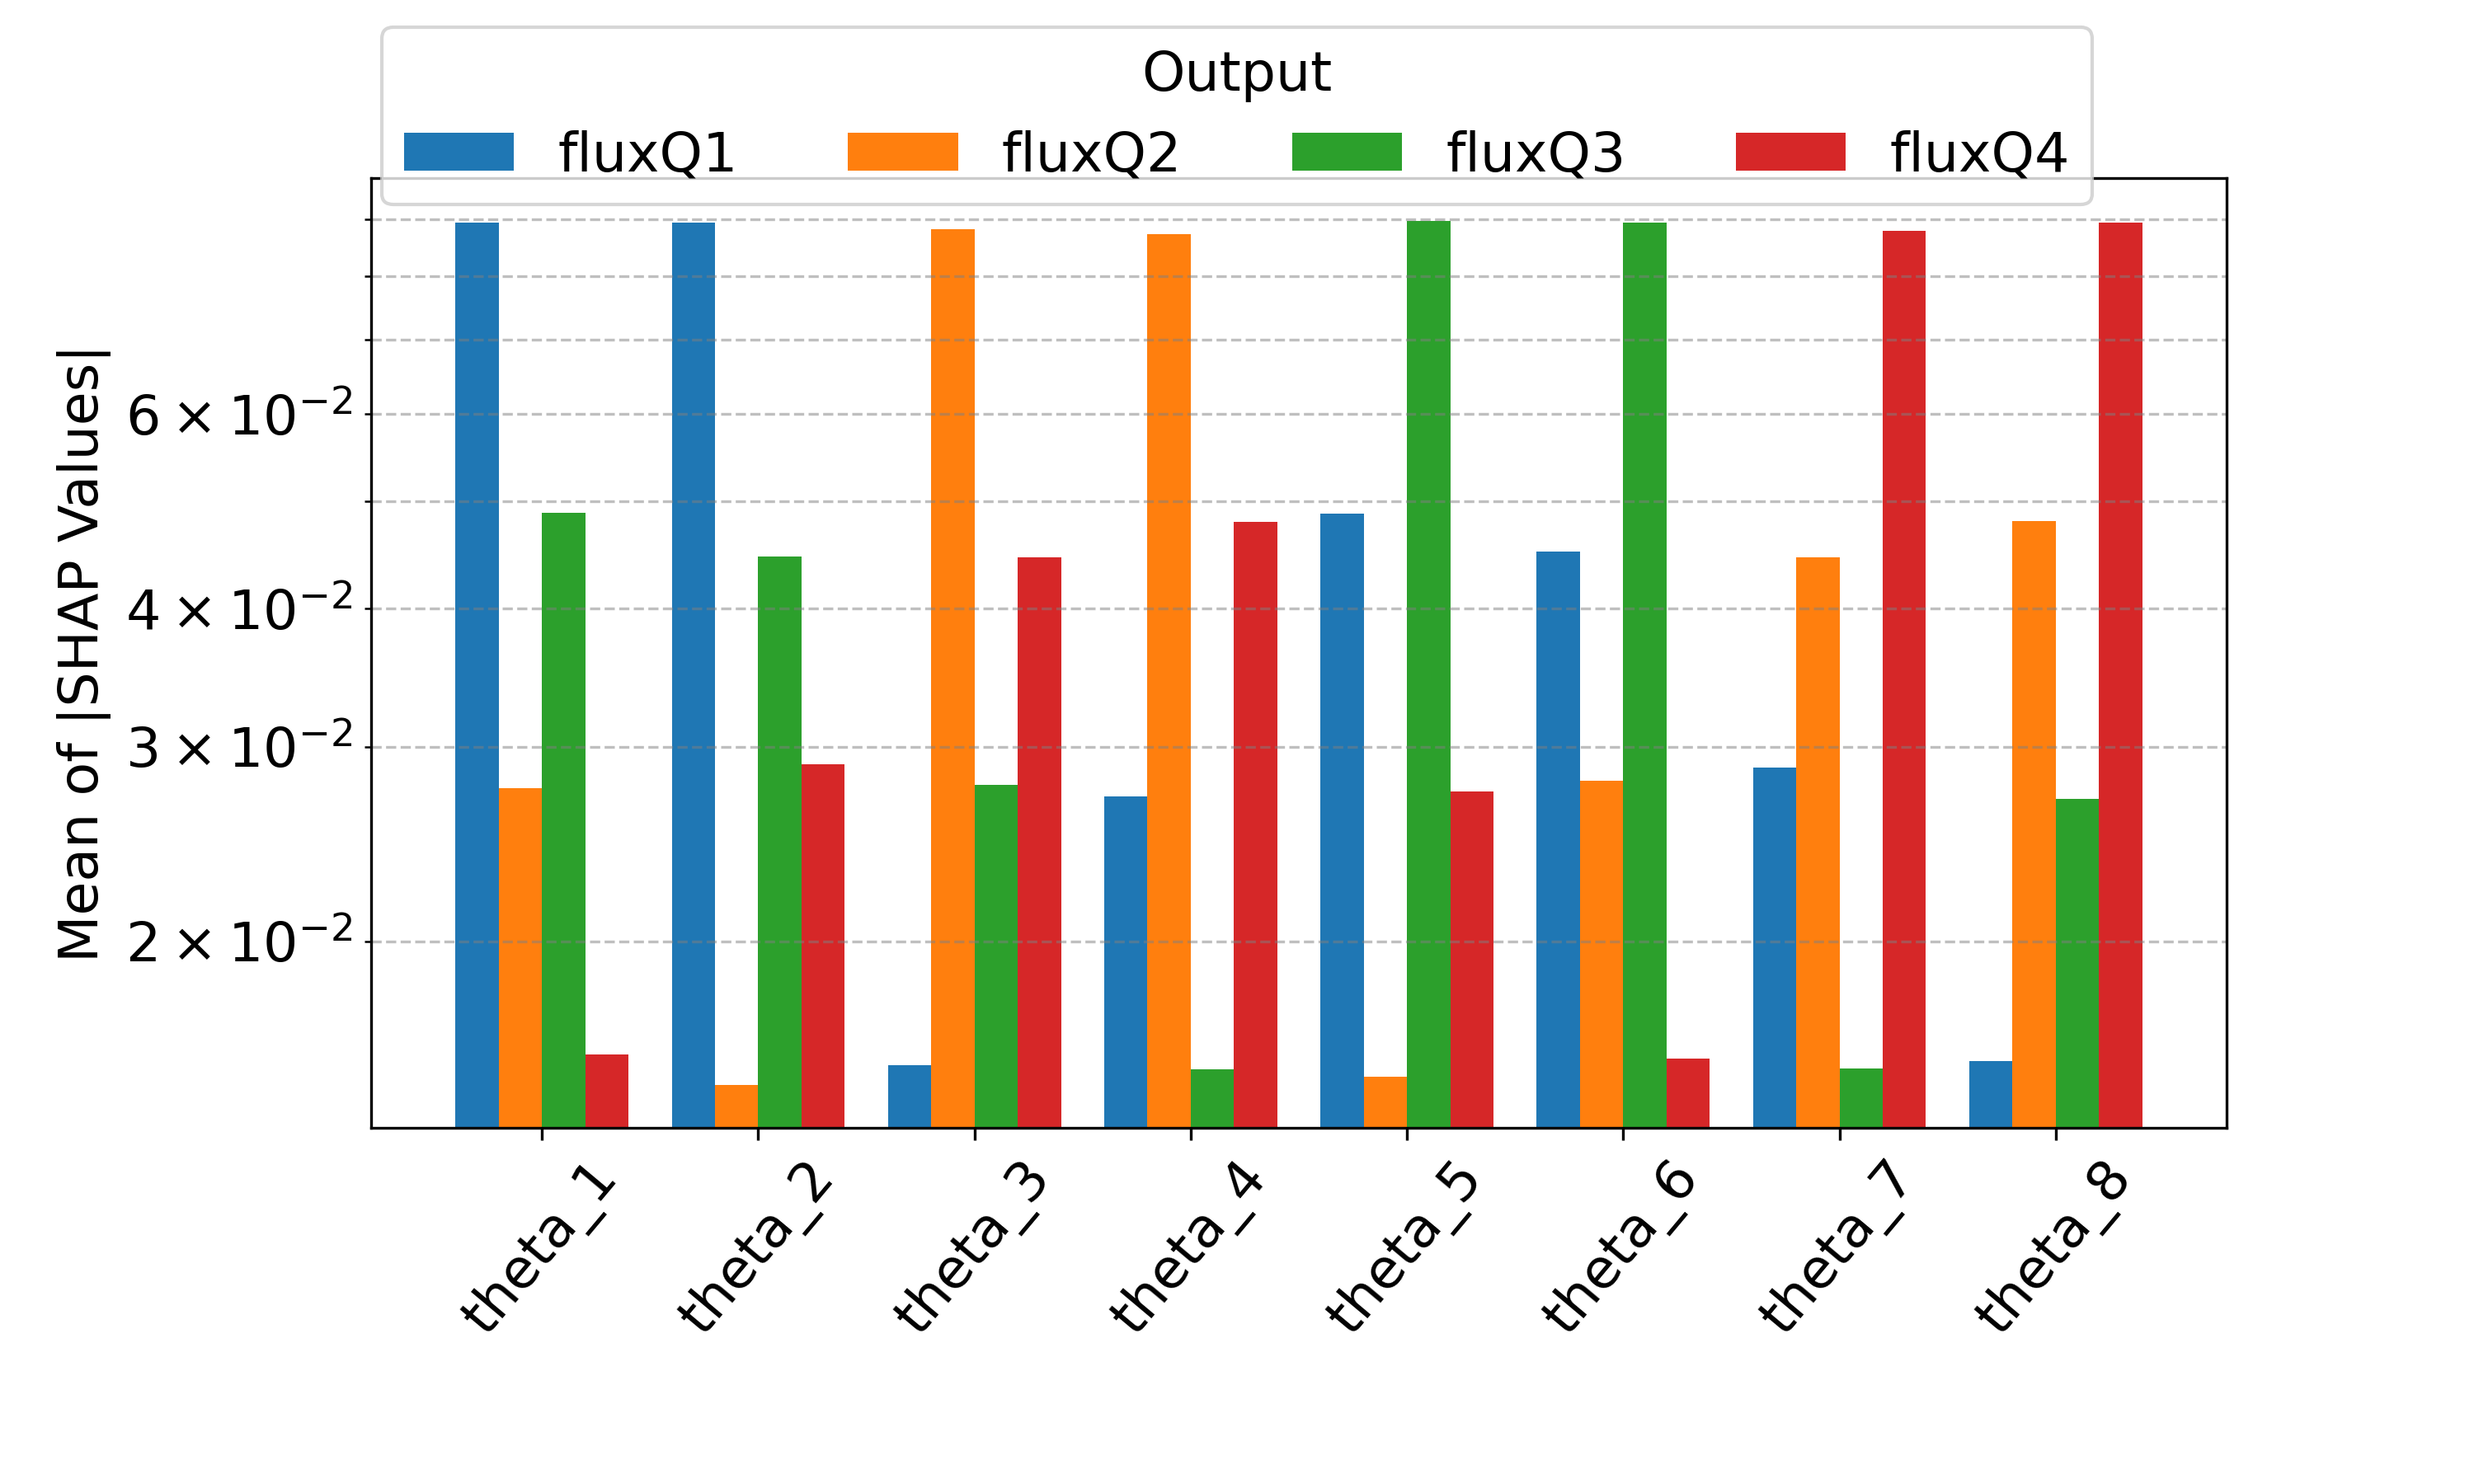 Output
fluxQ1 fluxQ2 fluxQ3 fluxQ4
Mean of |SHAP Values|
6 × 10⁻²
4 × 10⁻²
3 × 10⁻²
2 × 10⁻²
theta_1 theta_2 theta_3 theta_4 theta_5 theta_6 theta_7 theta_8